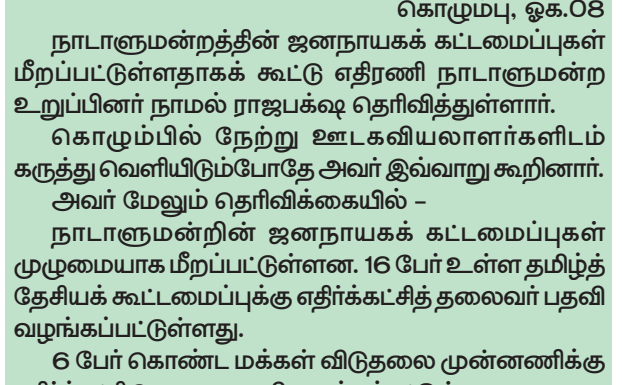 கொழும்பு, ஓக.08
நாடாளுமன்றத்தின் ஜனநாயகக் கட்டமைப்புகள்
மீறப்பட்டுள்ளதாகக் கூட்டு எதிரணி நாடாளுமன்ற
உறுப்பினர் நாமல் ராஜபக்ஷ தெரிவித்துள்ளார்.
கொழும்பில் நேற்று ஊடகவியலாளர்களிடம்
கருத்து வெளியிடும்போதே அவர் இவ்வாறு கூறினார்.
அவர் மேலும் தெரிவிக்கையில் –
நாடாளுமன்றின் ஜனநாயகக் கட்டமைப்புகள்
முழுமையாக மீறப்பட்டுள்ளன. 16 பேர் உள்ள தமிழ்த்
தேசியக் கூட்டமைப்புக்கு எதிர்க்கட்சித் தலைவர் பதவி
வழங்கப்பட்டுள்ளது.
6 பேர் கொண்ட மக்கள் விடுதலை முன்னணிக்கு